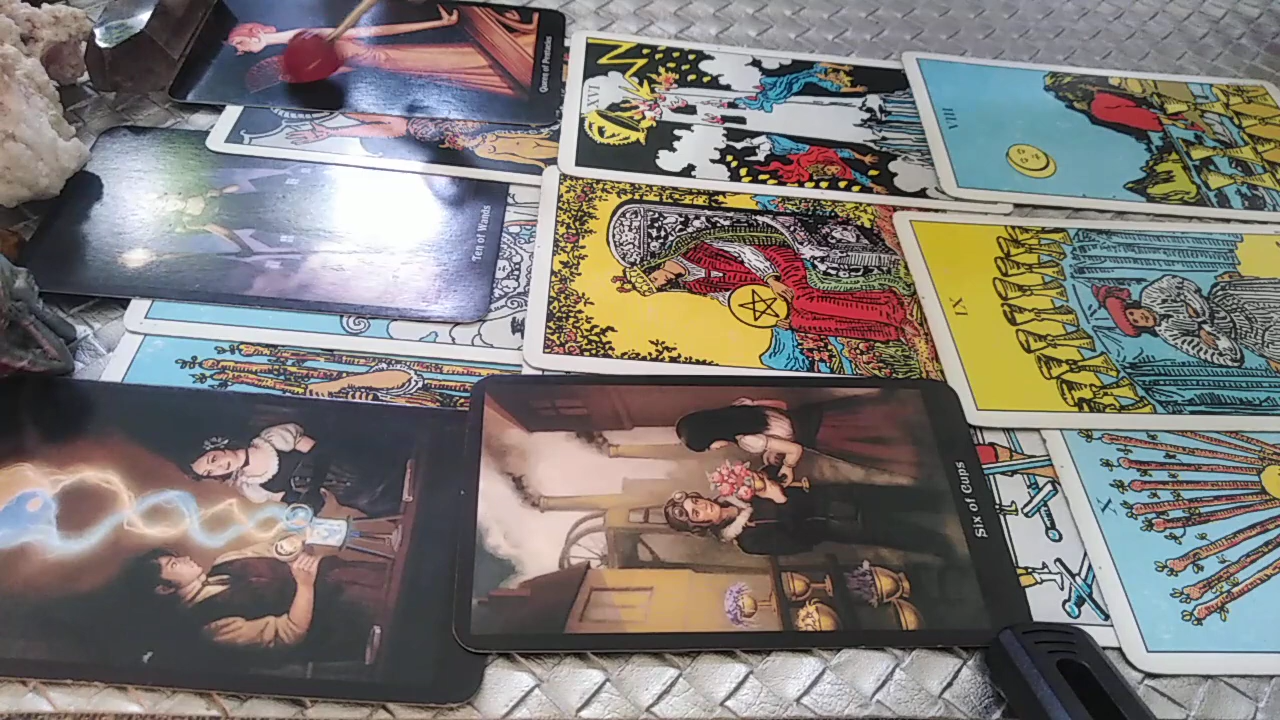 Queen of Pentacles
XVI
VIII
Ten of Wands
IX
Six of Cups
X